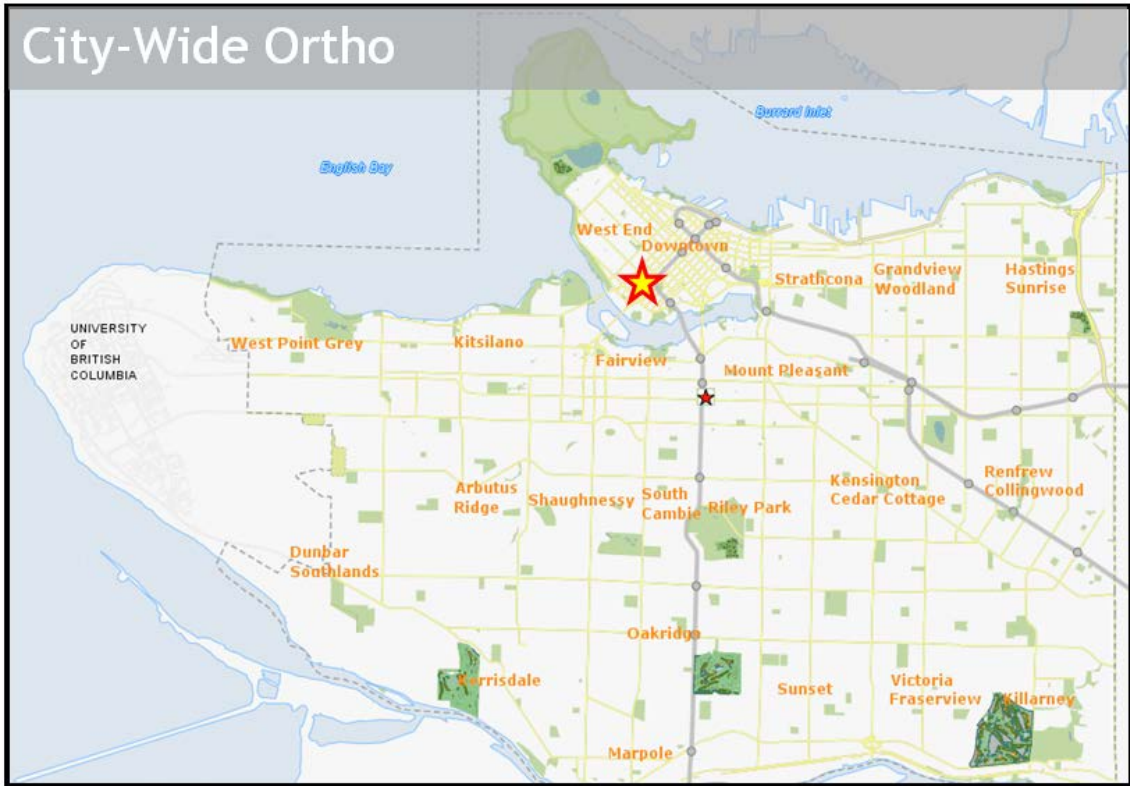 City-Wide Ortho
Burrard Inlet
English Bay
West End
Downtown
Strathcona
Grandview
Woodland
Hastings
Sunrise
UNIVERSITY
OF
BRITISH
COLUMBIA
West Point Grey
Kitsilano
Fairview
Mount Pleasant
Arbutus
Ridge
Shaughnessy
South
Cambie
Riley Park
Kensington
Cedar Cottage
Renfrew
Collingwood
Dunbar
Southlands
Oakridge
Kerrisdale
Sunset
Victoria
Fraserview
Killarney
Marpole